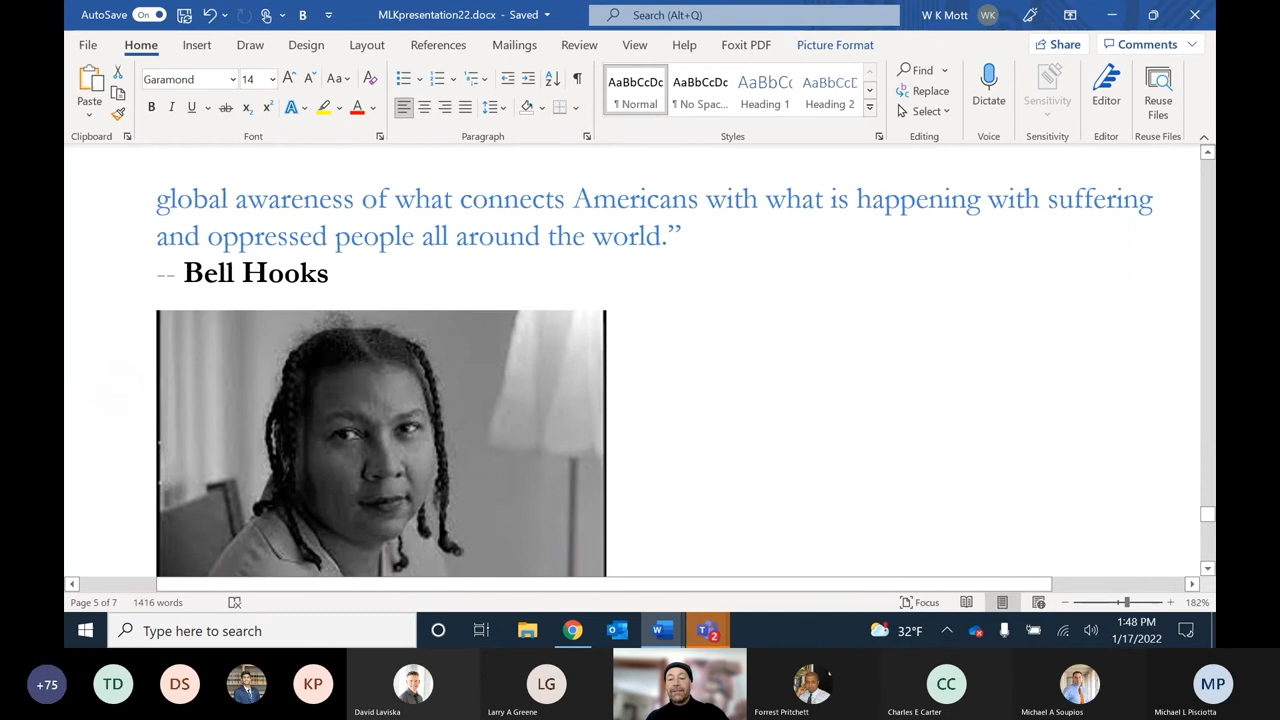 AutoSave On MLKpresentation22.docx - Saved Search (Alt+Q) W K Mott WK
File Home Insert Draw Design Layout References Mailings Review View Help Foxit PDF Picture Format Share Comments
Garamond 14 Aa AaBbCcDc AaBbCcDc AaBbCc AaBbCcE Find
Paste Normal No Spac... Heading 1 Heading 2 Replace Dictate Sensitivity Editor Reuse
B I U ab x₂ x² A A Select Files
Clipboard Font Paragraph Styles Editing Voice Sensitivity Editor Reuse Files
global awareness of what connects Americans with what is happening with suffering
and oppressed people all around the world.”
-- Bell Hooks
Page 5 of 7 1416 words Focus 182%
Type here to search 2 32°F 1:48 PM
1/17/2022
+75 TD DS KP LG CC MP
David Laviska Larry A Greene Forrest Pritchett Charles E Carter Michael A Soupios Michael L Pisciotta